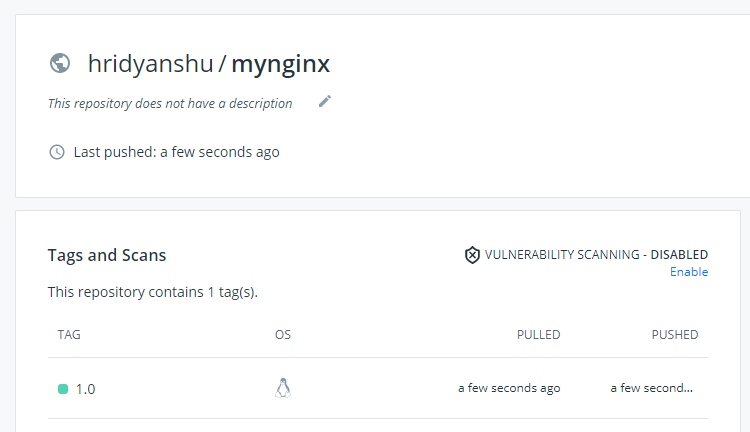 hridyanshu / mynginx
This repository does not have a description
Last pushed: a few seconds ago
Tags and Scans
VULNERABILITY SCANNING - DISABLED
Enable
This repository contains 1 tag(s).
TAG OS PULLED PUSHED
1.0 a few seconds ago a few second...